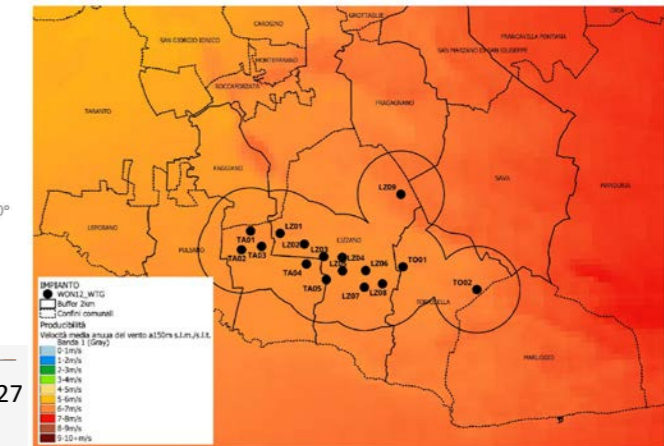 GROTTAGLIE
CAROSINO
FRANCAVILLA FONTANA
SAN GIORGIO IONICO
SAN MARZANO DI SAN GIUSEPPE
MONTEPARANO
ROCCAFORZATA
FRAGAGNANO
TARANTO
FAGGIANO
SAVA
MANDURIA
LZ09
LEPORANO
PULSANO
TA01
LZ01
LZ02
LIZZANO
TA02
TA03
LZ03
LZ04
TO01
TA04
LZ05
LZ06
TO02
TA05
LZ07
LZ08
TORRICELLA
MARUGGIO
IMPIANTO
WON12_WTG
Buffer 2km
Confini comunali
Producibilità
Velocità media annua del vento a150m s.l.m./s.l.t.
Banda 1 (Gray)
0-1m/s
1-2m/s
2-3m/s
3-4m/s
4-5m/s
5-6m/s
6-7m/s
7-8m/s
8-9m/s
9-10+m/s
0°
27